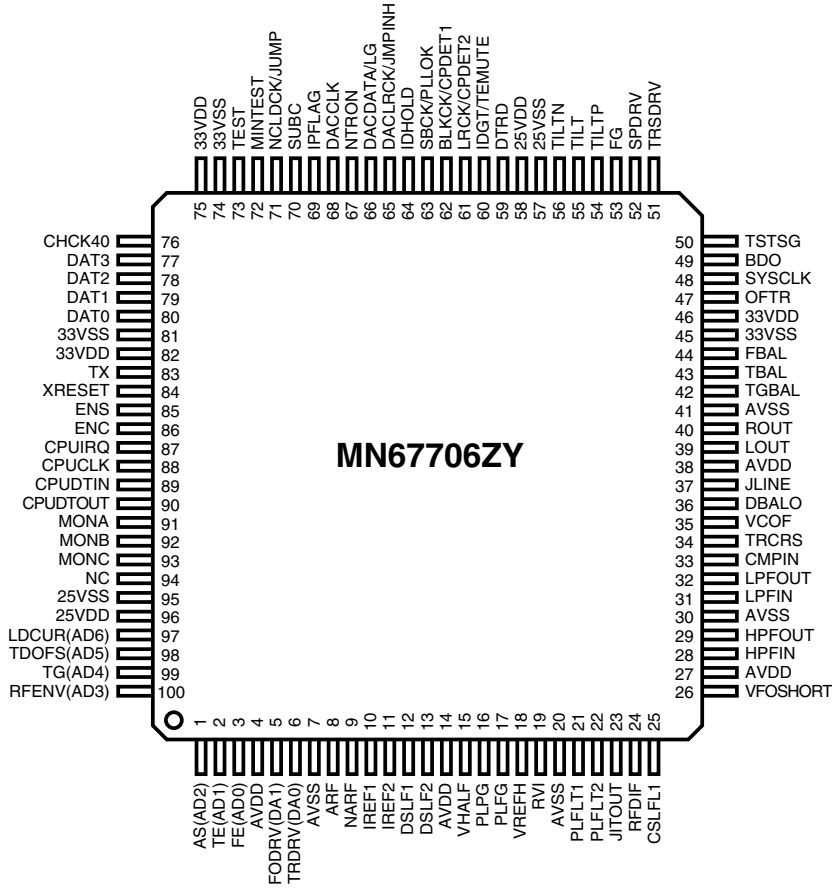 33VDD
33VSS
TEST
MINTEST
NCLDCK/JUMP
SUBC
IPFLAG
DACCLK
NTRON
DACDATA/LG
DACLRCK/JMPINH
IDHOLD
SBCK/PLLOK
BLKCK/CPDET1
LRCK/CPDET2
IDGT/TEMUTE
DTRD
25VDD
25VSS
TILTN
TILT
TILTP
FG
SPDRV
TRSDRV
75 74 73 72 71 70 69 68 67 66 65 64 63 62 61 60 59 58 57 56 55 54 53 52 51
CHCK40 76
DAT3 77
DAT2 78
DAT1 79
DAT0 80
33VSS 81
33VDD 82
TX 83
XRESET 84
ENS 85
ENC 86
CPUIRQ 87
CPUCLK 88
CPUDTIN 89
CPUDTOUT 90
MONA 91
MONB 92
MONC 93
NC 94
25VSS 95
25VDD 96
LDCUR(AD6) 97
TDOFS(AD5) 98
TG(AD4) 99
RFENV(AD3) 100
MN67706ZY
50 TSTSG
49 BDO
48 SYSCLK
47 OFTR
46 33VDD
45 33VSS
44 FBAL
43 TBAL
42 TGBAL
41 AVSS
40 ROUT
39 LOUT
38 AVDD
37 JLINE
36 DBALO
35 VCOF
34 TRCRS
33 CMPIN
32 LPFOUT
31 LPFIN
30 AVSS
29 HPFOUT
28 HPFIN
27 AVDD
26 VFOSHORT
1 2 3 4 5 6 7 8 9 10 11 12 13 14 15 16 17 18 19 20 21 22 23 24 25
AS(AD2)
TE(AD1)
FE(AD0)
AVDD
FODRV(DA1)
TRDRV(DA0)
AVSS
ARF
NARF
IREF1
IREF2
DSLF1
DSLF2
AVDD
VHALF
PLPG
PLFG
VREFH
RVI
AVSS
PLFLT1
PLFLT2
JITOUT
RFDIF
CSLFL1